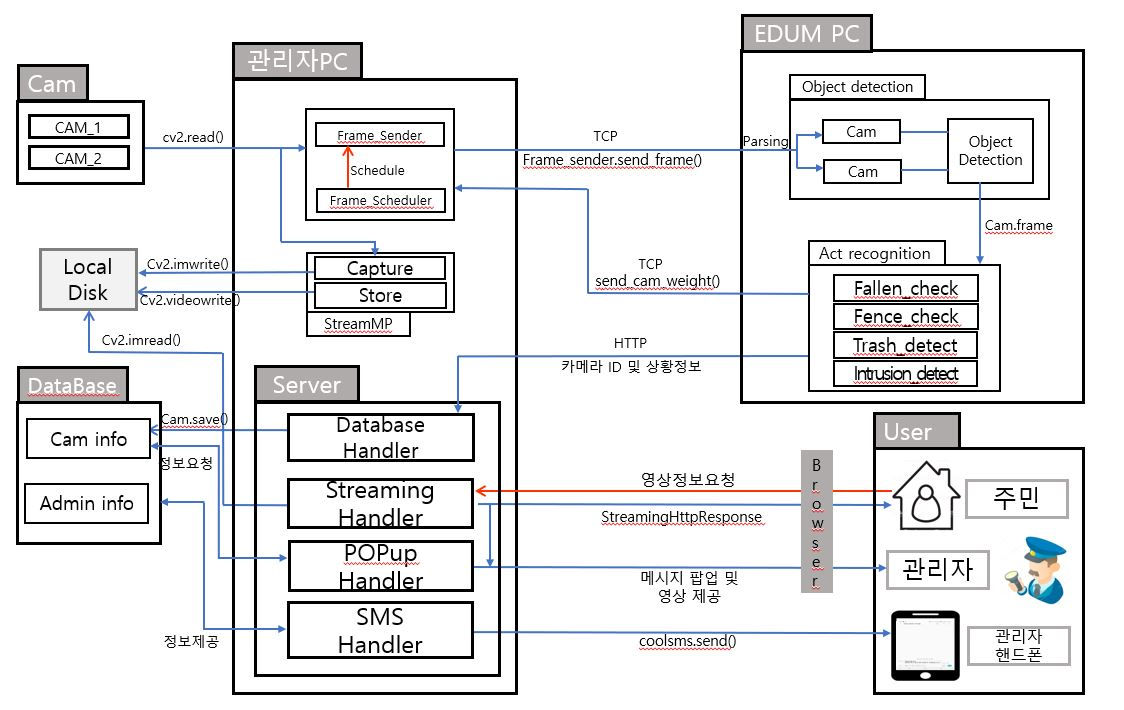 EDUM PC
관리자PC
Cam
CAM_1
CAM_2
cv2.read()
Frame_Sender
Schedule
Frame_Scheduler
TCP
Frame_sender.send_frame()
Parsing
Object detection
Cam
Cam
Object
Detection
Cam.frame
Act recognition
Fallen_check
Fence_check
Trash_detect
Intrusion_detect
TCP
send_cam_weight()
HTTP
카메라 ID 및 상황정보
Capture
Store
StreamMP
Cv2.imwrite()
Cv2.videowrite()
Local
Disk
Cv2.imread()
DataBase
Cam info
Admin info
Cam.save()
정보요청
정보제공
Server
Database
Handler
Streaming
Handler
POPup
Handler
SMS
Handler
영상정보요청
StreamingHttpResponse
메시지 팝업 및
영상 제공
coolsms.send()
Browser
User
주민
관리자
관리자
핸드폰